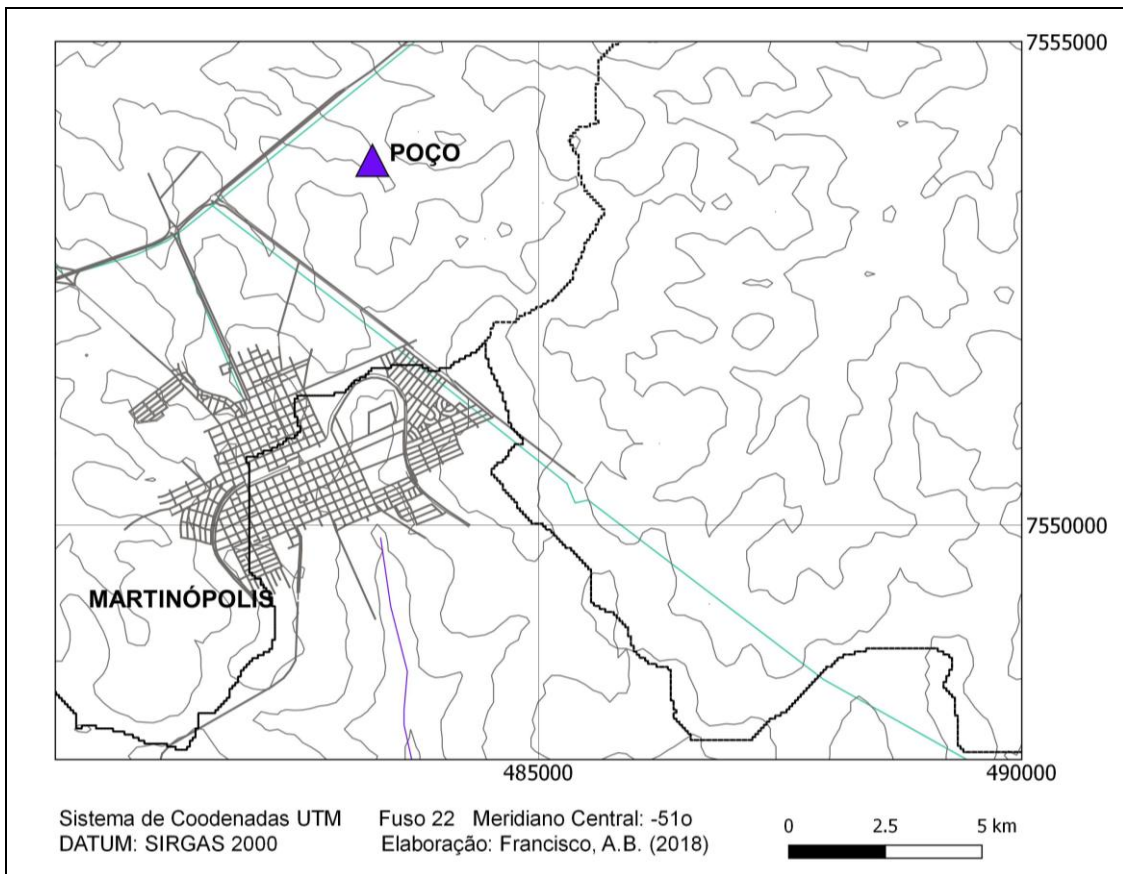 7555000
POÇO
7550000
MARTINÓPOLIS
485000 490000
Sistema de Coodenadas UTM Fuso 22 Meridiano Central: -51o
DATUM: SIRGAS 2000 Elaboração: Francisco, A.B. (2018)
0 2.5 5 km